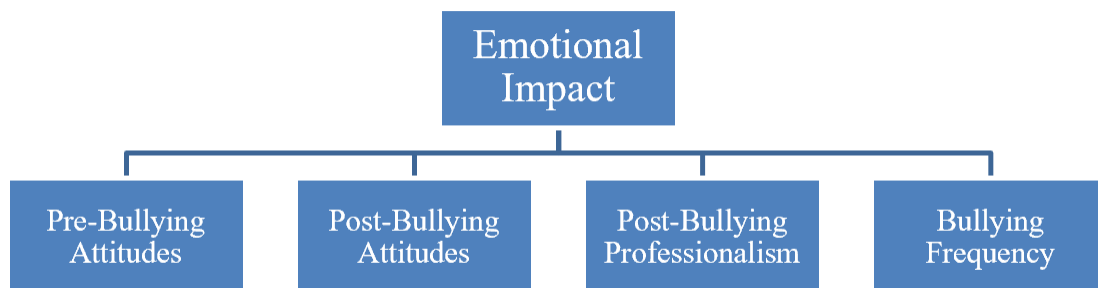 Emotional
Impact
Pre-Bullying
Attitudes
Post-Bullying
Attitudes
Post-Bullying
Professionalism
Bullying
Frequency